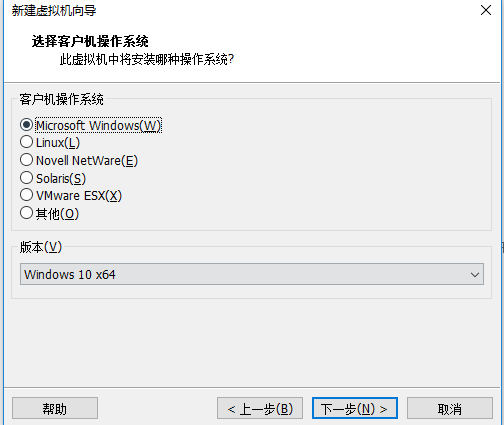 新建虚拟机向导
选择客户机操作系统
此虚拟机中将安装哪种操作系统?
客户机操作系统
Microsoft Windows(W)
Linux(L)
Novell NetWare(E)
Solaris(S)
VMware ESX(X)
其他(O)
版本(V)
Windows 10 x64
帮助
< 上一步(B)
下一步(N) >
取消